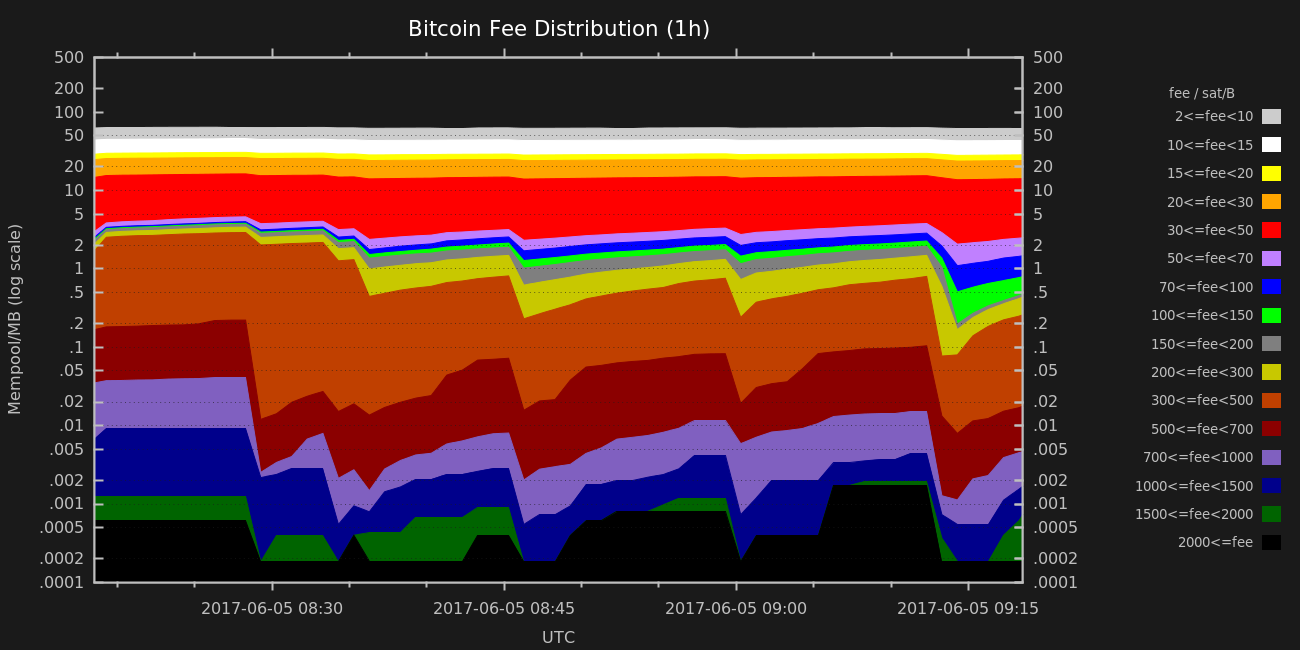 Bitcoin Fee Distribution (1h)
500 500
200 200
100 100
50 50
20 20
10 10
5 5
2 2
1 1
.5 .5
.2 .2
.1 .1
.05 .05
.02 .02
.01 .01
.005 .005
.002 .002
.001 .001
.0005 .0005
.0002 .0002
.0001 .0001
Mempool/MB (log scale)
2017-06-05 08:30 2017-06-05 08:45 2017-06-05 09:00 2017-06-05 09:15
UTC
fee / sat/B
2<=fee<10
10<=fee<15
15<=fee<20
20<=fee<30
30<=fee<50
50<=fee<70
70<=fee<100
100<=fee<150
150<=fee<200
200<=fee<300
300<=fee<500
500<=fee<700
700<=fee<1000
1000<=fee<1500
1500<=fee<2000
2000<=fee